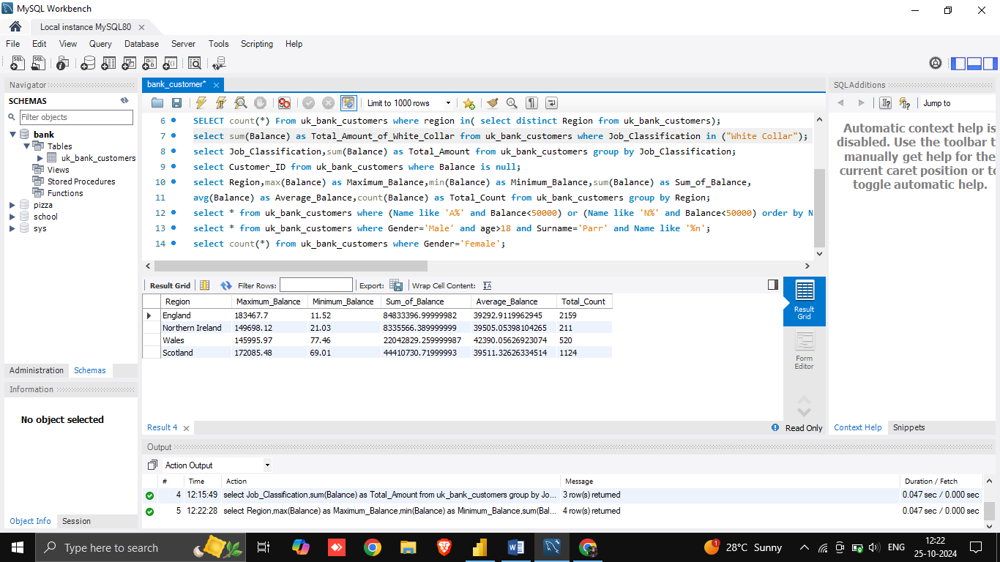 MySQL Workbench
Local instance MySQL80
File Edit View Query Database Server Tools Scripting Help
Navigator
SCHEMAS
Filter objects
bank
Tables
uk_bank_customers
Views
Stored Procedures
Functions
pizza
school
sys
Administration Schemas
Information
No object selected
Object Info Session
bank_customer*
Limit to 1000 rows
6 SELECT count(*) From uk_bank_customers where region in( select distinct Region from uk_bank_customers);
7 select sum(Balance) as Total_Amount_of_White_Collar from uk_bank_customers where Job_Classification in ("White Collar");
8 select Job_Classification,sum(Balance) as Total_Amount from uk_bank_customers group by Job_Classification;
9 select Customer_ID from uk_bank_customers where Balance is null;
10 select Region,max(Balance) as Maximum_Balance,min(Balance) as Minimum_Balance,sum(Balance) as Sum_of_Balance,
11 avg(Balance) as Average_Balance,count(Balance) as Total_Count from uk_bank_customers group by Region;
12 select * from uk_bank_customers where (Name like 'A%' and Balance<50000) or (Name like 'N%' and Balance<50000) order by N
13 select * from uk_bank_customers where Gender='Male' and age>18 and Surname='Parr' and Name like '%n';
14 select count(*) from uk_bank_customers where Gender='Female';
Result Grid Filter Rows: Export: Wrap Cell Content:
Region Maximum_Balance Minimum_Balance Sum_of_Balance Average_Balance Total_Count
England 183467.7 11.52 84833396.99999982 39292.9119962945 2159
Northern Ireland 149698.12 21.03 8335566.389999999 39505.05398104265 211
Wales 145995.97 77.46 22042829.259999987 42390.05626923074 520
Scotland 172085.48 69.01 44410730.71999993 39511.32626334514 1124
Result Grid
Form Editor
Result 4
Read Only
SQLAdditions
Jump to
Automatic context help is
disabled. Use the toolbar t
manually get help for the
current caret position or to
toggle automatic help.
Context Help Snippets
Output
Action Output
# Time Action Message Duration / Fetch
4 12:15:49 select Job_Classification,sum(Balance) as Total_Amount from uk_bank_customers group by Jo... 3 row(s) returned 0.047 sec / 0.000 sec
5 12:22:28 select Region,max(Balance) as Maximum_Balance,min(Balance) as Minimum_Balance,sum(Bal... 4 row(s) returned 0.047 sec / 0.000 sec
Type here to search
28°C Sunny
ENG
12:22
25-10-2024